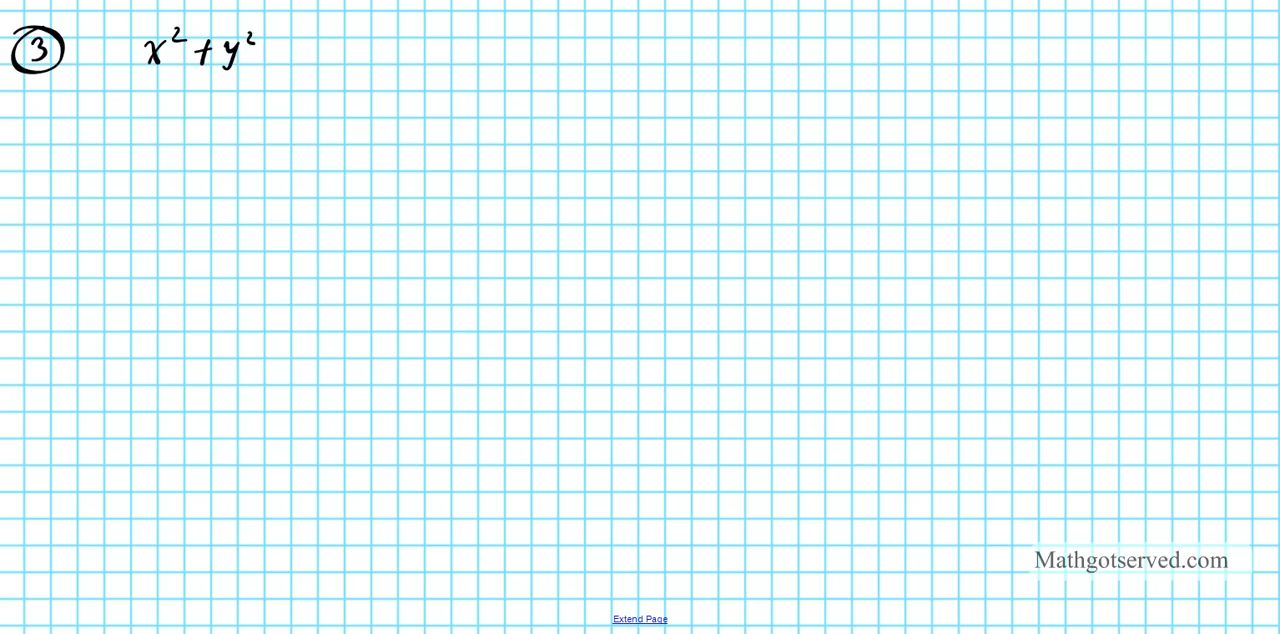 ③ x² + y²
Mathgotserved.com
Extend Page